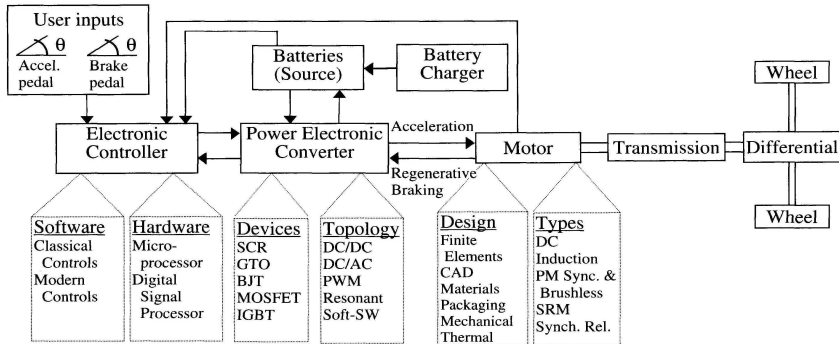 User inputs
θ
θ
Accel.
pedal
Brake
pedal
Batteries
(Source)
Battery
Charger
Wheel
Electronic
Controller
Power Electronic
Converter
Acceleration
Regenerative
Braking
Motor
Transmission
Differential
Wheel
Software
Classical
Controls
Modern
Controls
Hardware
Micro-
processor
Digital
Signal
Processor
Devices
SCR
GTO
BJT
MOSFET
IGBT
Topology
DC/DC
DC/AC
PWM
Resonant
Soft-SW
Design
Finite
Elements
CAD
Materials
Packaging
Mechanical
Thermal
Types
DC
Induction
PM Sync. &
Brushless
SRM
Synch. Rel.